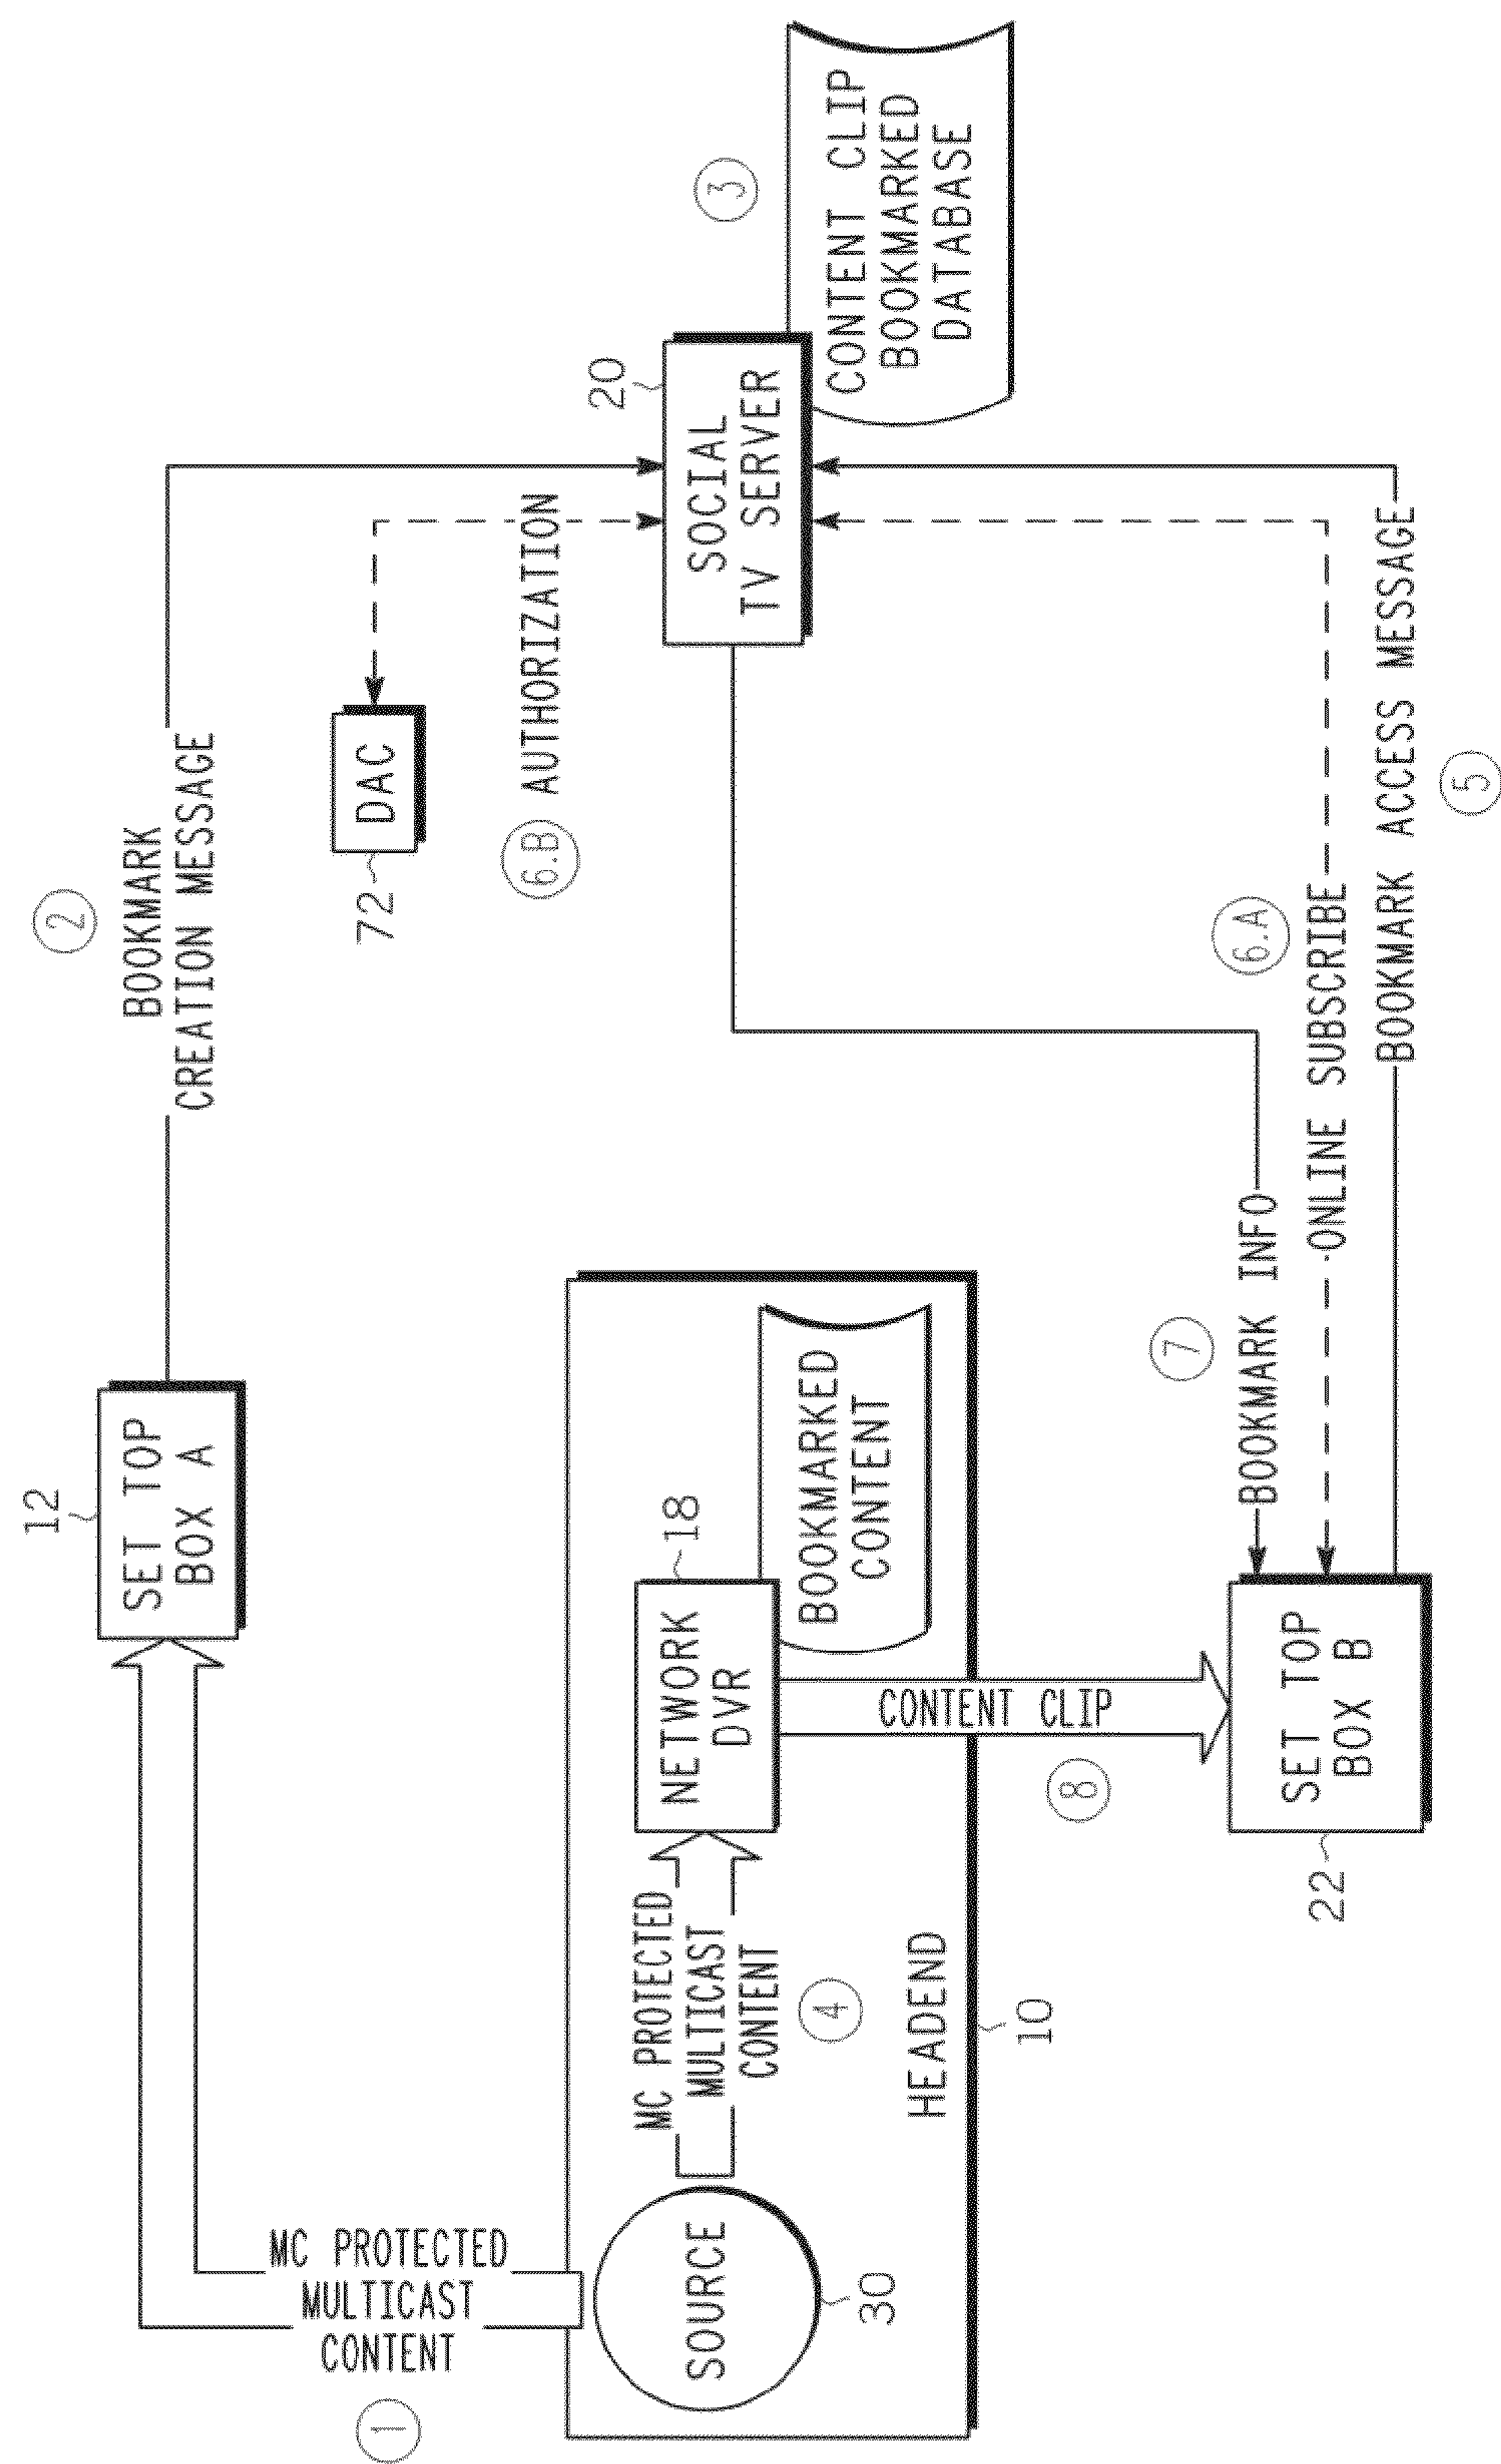 1
MC PROTECTED
MULTICAST
CONTENT
12
SET TOP
BOX A
2
BOOKMARK
CREATION MESSAGE
72
DAC
6.B AUTHORIZATION
20
SOCIAL
TV SERVER
3
CONTENT CLIP
BOOKMARKED
DATABASE
SOURCE
30
MC PROTECTED
MULTICAST
CONTENT
4
NETWORK
DVR
18
BOOKMARKED
CONTENT
HEADEND
10
CONTENT CLIP
8
22
SET TOP
BOX B
7
BOOKMARK INFO
6.A
ONLINE SUBSCRIBE
BOOKMARK ACCESS MESSAGE
5